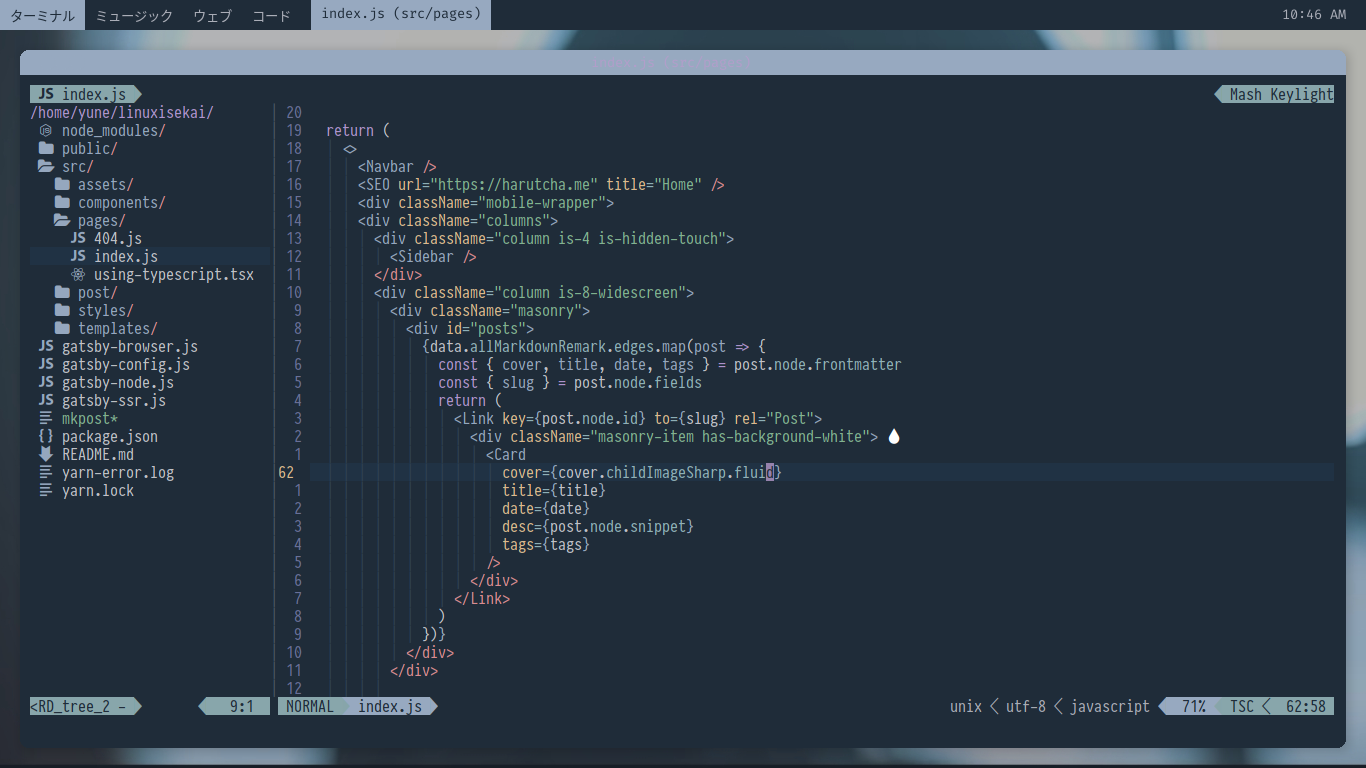 ターミナル ミュージック ウェブ コード index.js (src/pages) 10:46 AM
JS index.js Mash Keylight
/home/yune/linuxisekai/
node_modules/
public/
src/
assets/
components/
pages/
JS 404.js
JS index.js
using-typescript.tsx
post/
styles/
templates/
JS gatsby-browser.js
JS gatsby-config.js
JS gatsby-node.js
JS gatsby-ssr.js
mkpost*
{} package.json
README.md
yarn-error.log
yarn.lock
20
19 return (
18 <>
17 <Navbar />
16 <SEO url="https://harutcha.me" title="Home" />
15 <div className="mobile-wrapper">
14 <div className="columns">
13 <div className="column is-4 is-hidden-touch">
12 <Sidebar />
11 </div>
10 <div className="column is-8-widescreen">
9 <div className="masonry">
8 <div id="posts">
7 {data.allMarkdownRemark.edges.map(post => {
6 const { cover, title, date, tags } = post.node.frontmatter
5 const { slug } = post.node.fields
4 return (
3 <Link key={post.node.id} to={slug} rel="Post">
2 <div className="masonry-item has-background-white">
1 <Card
62 cover={cover.childImageSharp.fluid}
1 title={title}
2 date={date}
3 desc={post.node.snippet}
4 tags={tags}
5 />
6 </div>
7 </Link>
8 )
9 })}
10 </div>
11 </div>
12
<RD_tree_2 - 9:1 NORMAL index.js unix < utf-8 < javascript 71% TSC < 62:58